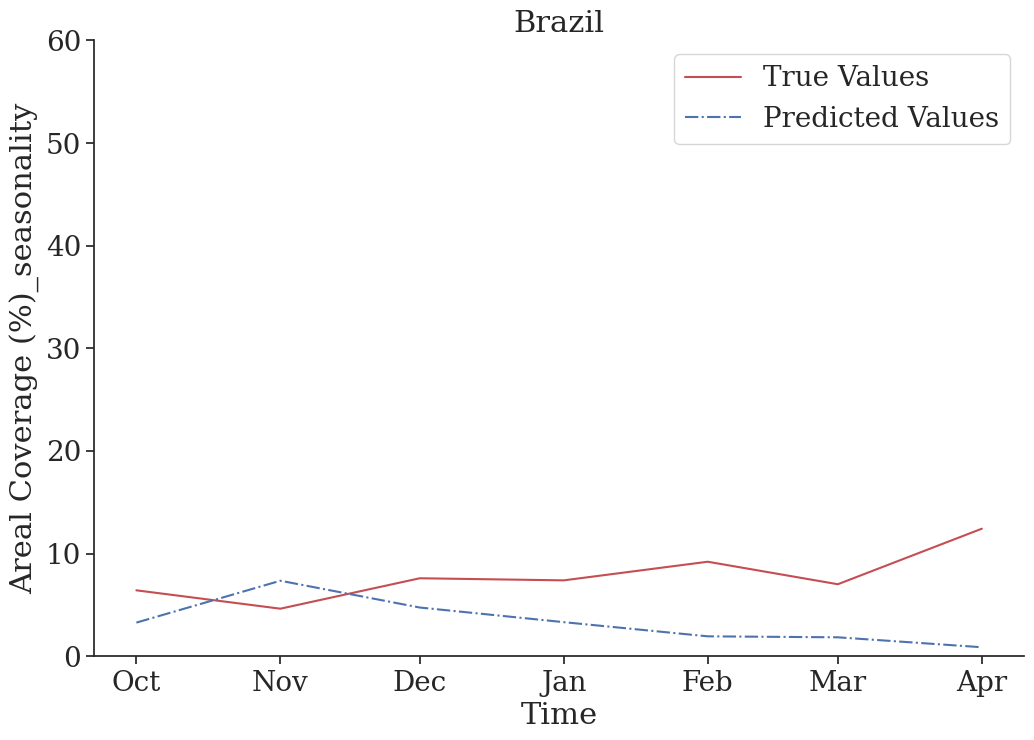 Brazil
True Values
Predicted Values
Areal Coverage (%)_seasonality
60
50
40
30
20
10
0
Oct Nov Dec Jan Feb Mar Apr
Time